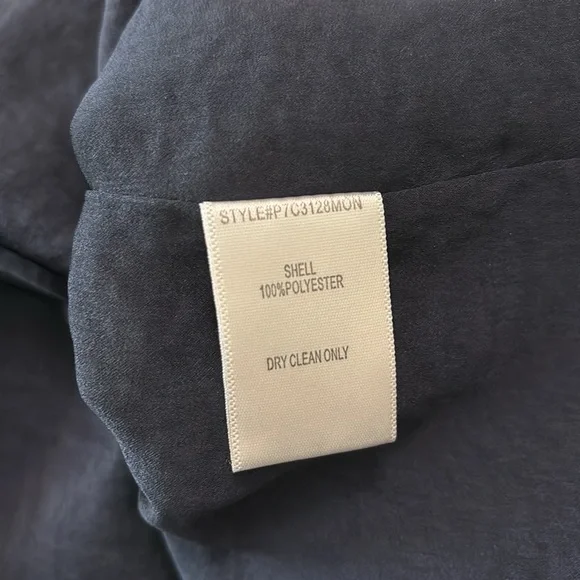 STYLE#P7C3128MON
SHELL
100%POLYESTER
DRY CLEAN ONLY